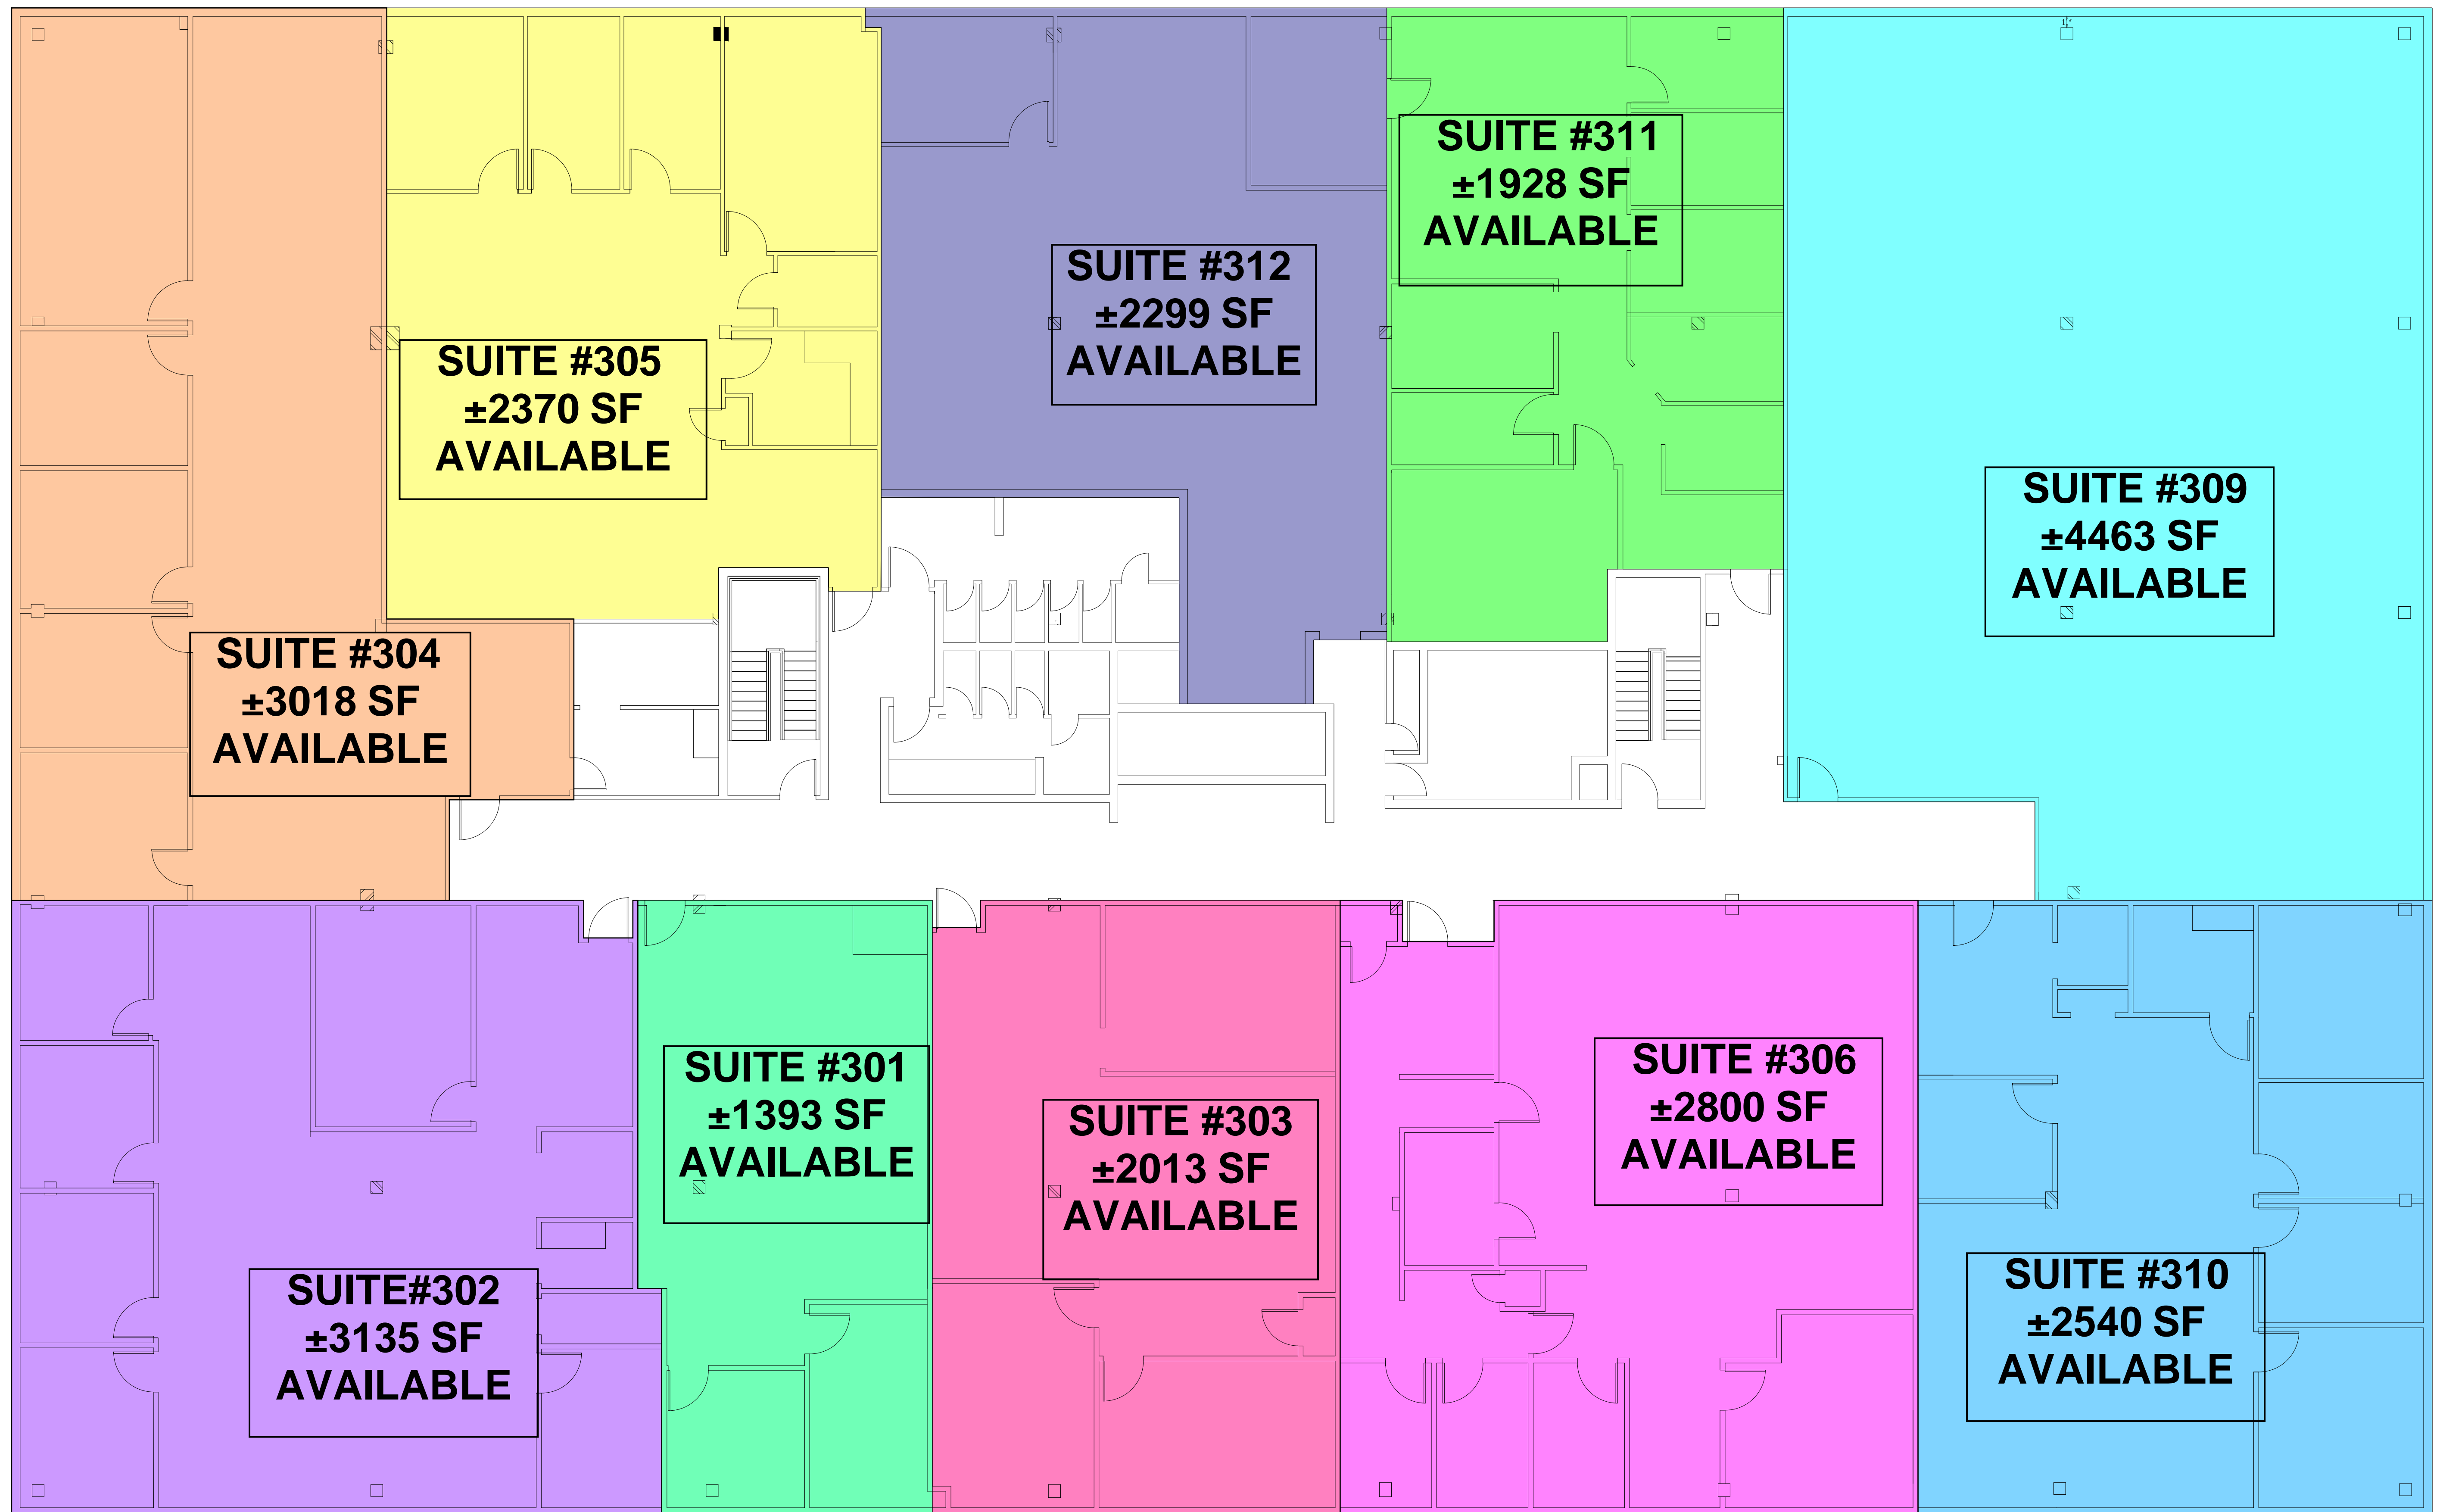 SUITE #311
±1928 SF
AVAILABLE
SUITE #312
±2299 SF
AVAILABLE
SUITE #305
±2370 SF
AVAILABLE
SUITE #309
±4463 SF
AVAILABLE
SUITE #304
±3018 SF
AVAILABLE
SUITE #301
±1393 SF
AVAILABLE
SUITE #306
±2800 SF
AVAILABLE
SUITE #303
±2013 SF
AVAILABLE
SUITE#302
±3135 SF
AVAILABLE
SUITE #310
±2540 SF
AVAILABLE